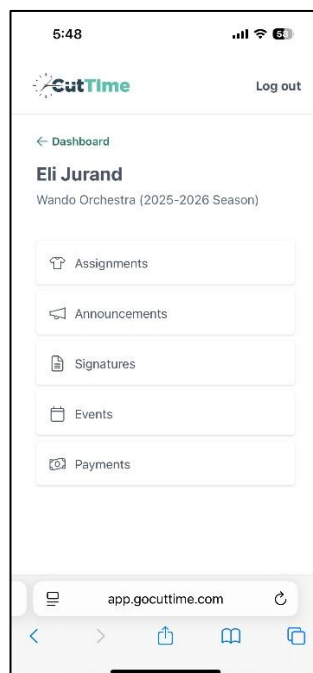 5:48
58
CutTime
Log out
← Dashboard
Eli Jurand
Wando Orchestra (2025-2026 Season)
Assignments
Announcements
Signatures
Events
Payments
app.gocuttime.com